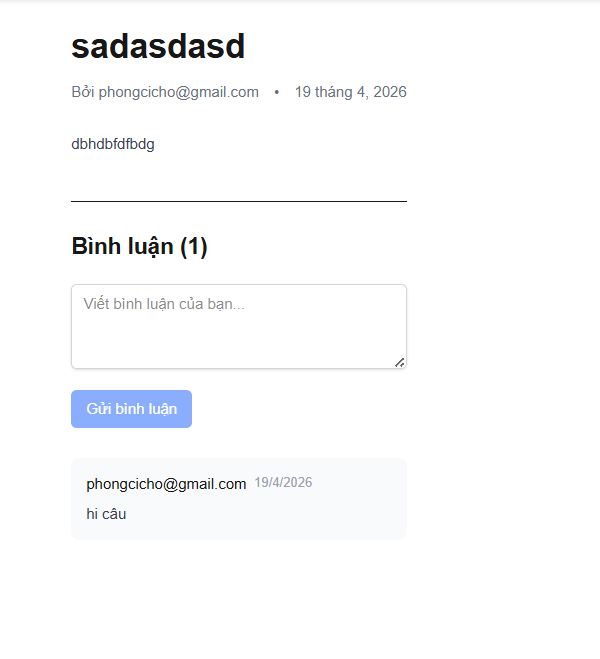 sadasdasd
Bởi phongcicho@gmail.com • 19 tháng 4, 2026
dbhdbfdfbdg
Bình luận (1)
Viết bình luận của bạn...
Gửi bình luận
phongcicho@gmail.com 19/4/2026
hi câu